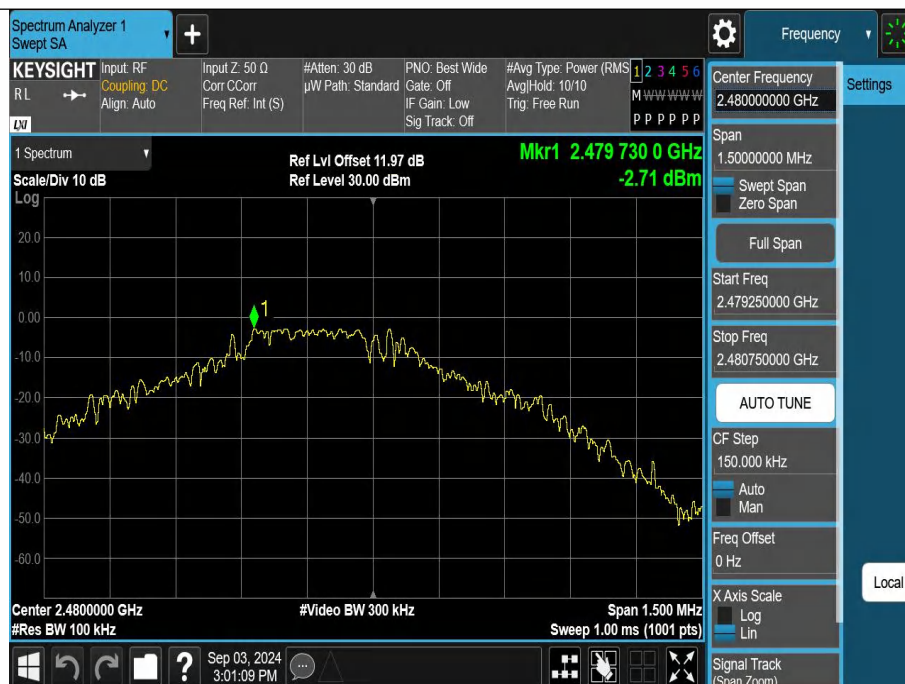 Spectrum Analyzer 1
Swept SA
Frequency
KEYSIGHT
RL
LXI
Input: RF
Coupling: DC
Align: Auto
Input Z: 50 Ω
Corr CCorr
Freq Ref: Int (S)
#Atten: 30 dB
µW Path: Standard
PNO: Best Wide
Gate: Off
IF Gain: Low
Sig Track: Off
#Avg Type: Power (RMS
Avg|Hold: 10/10
Trig: Free Run
1 2 3 4 5 6
M W W W W W
P P P P P P
1 Spectrum
Scale/Div 10 dB
Log
Ref Lvl Offset 11.97 dB
Ref Level 30.00 dBm
Mkr1 2.479 730 0 GHz
-2.71 dBm
20.0
10.0
0.00
-10.0
-20.0
-30.0
-40.0
-50.0
-60.0
1
Center 2.4800000 GHz
#Res BW 100 kHz
#Video BW 300 kHz
Span 1.500 MHz
Sweep 1.00 ms (1001 pts)
Sep 03, 2024
3:01:09 PM
?
Center Frequency
2.480000000 GHz
Span
1.50000000 MHz
Swept Span
Zero Span
Full Span
Start Freq
2.479250000 GHz
Stop Freq
2.480750000 GHz
AUTO TUNE
CF Step
150.000 kHz
Auto
Man
Freq Offset
0 Hz
X Axis Scale
Log
Lin
Signal Track
(Span Zoom)
Settings
Local